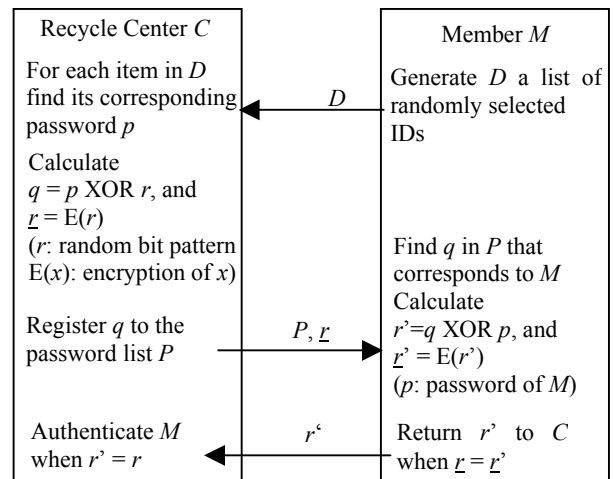 Recycle Center C
For each item in D
find its corresponding
password p
Calculate
q = p XOR r, and
r = E(r)
(r: random bit pattern
E(x): encryption of x)
Register q to the
password list P
Authenticate M
when r' = r
D
P, r
r‘
Member M
Generate D a list of
randomly selected
IDs
Find q in P that
corresponds to M
Calculate
r’=q XOR p, and
r’ = E(r’)
(p: password of M)
Return r’ to C
when r = r’